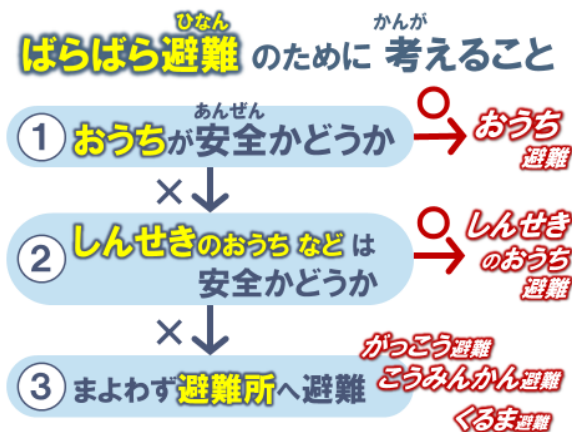 ひなん かんが
ばらばら避難 のために 考えること
あんぜん
① おうちが安全かどうか
○
おうち
避難
×
② しんせきのおうち などは
安全かどうか
○
しんせき
のおうち
避難
×
③ まよわず避難所へ避難
がっこう避難
こうみんかん避難
くるま避難